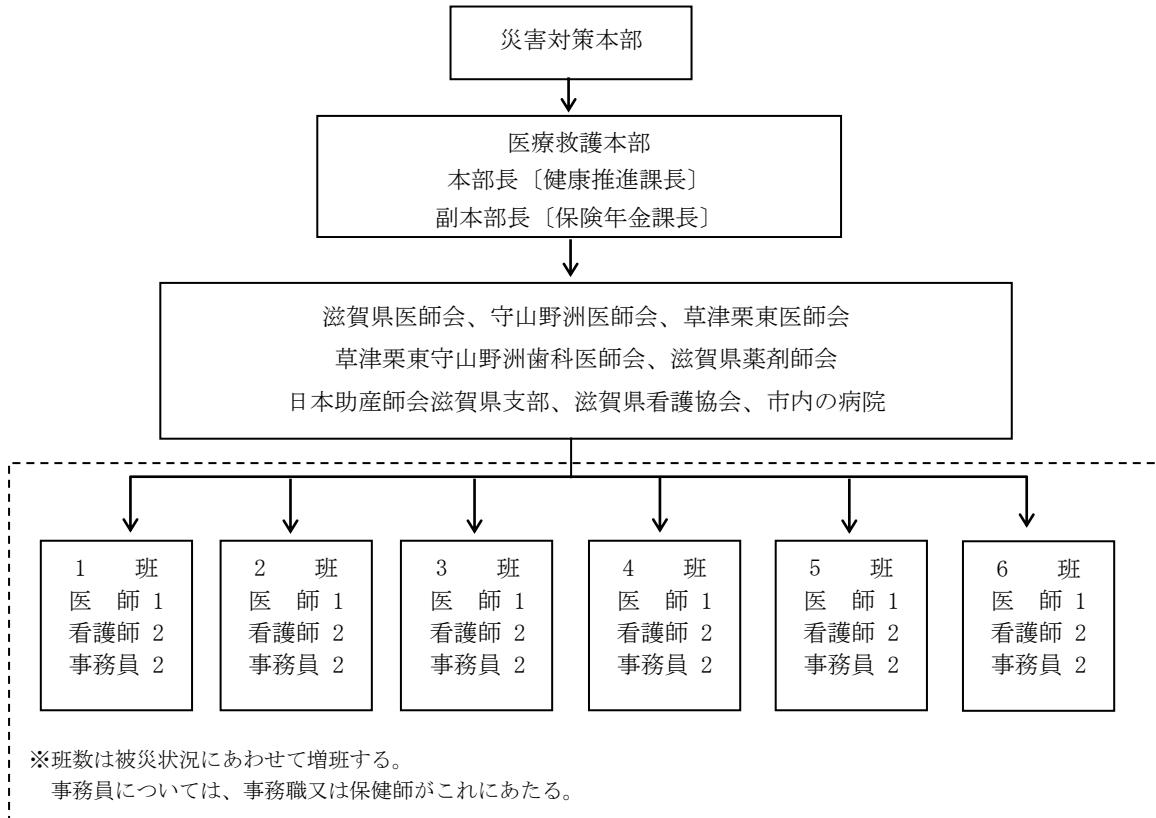 災害対策本部
医療救護本部
本部長〔健康推進課長〕
副本部長〔保険年金課長〕
滋賀県医師会、守山野洲医師会、草津栗東医師会
草津栗東守山野洲歯科医師会、滋賀県薬剤師会
日本助産師会滋賀県支部、滋賀県看護協会、市内の病院
1　　班
医　師 1
看護師 2
事務員 2
2　　班
医　師 1
看護師 2
事務員 2
3　　班
医　師 1
看護師 2
事務員 2
4　　班
医　師 1
看護師 2
事務員 2
5　　班
医　師 1
看護師 2
事務員 2
6　　班
医　師 1
看護師 2
事務員 2
※班数は被災状況にあわせて増班する。
事務員については、事務職又は保健師がこれにあたる。